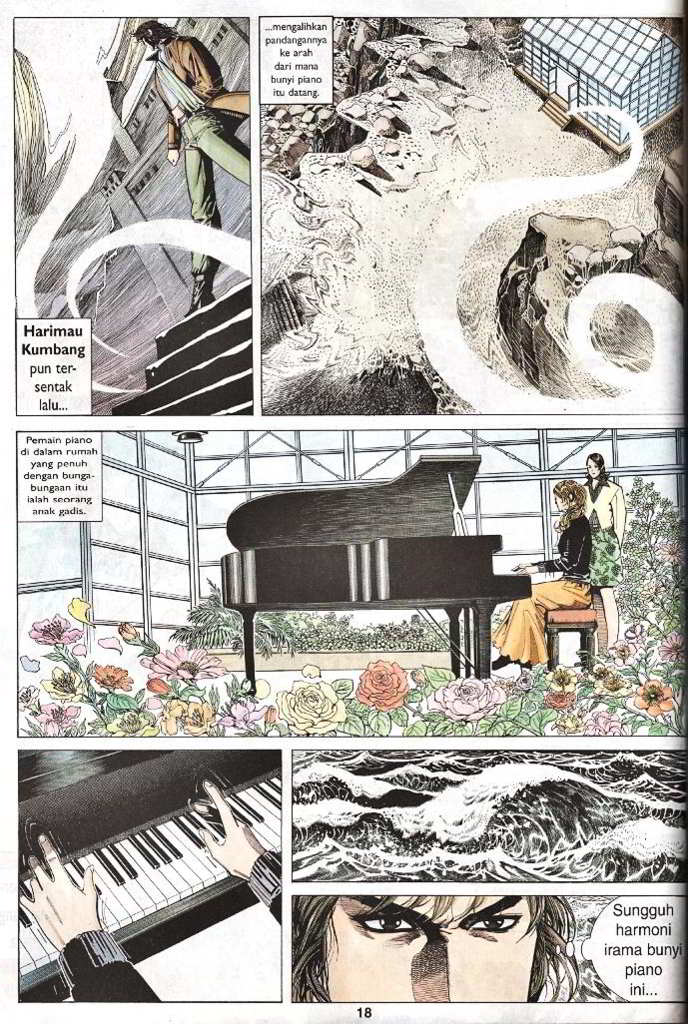 Harimau
Kumbang
pun ter-
sentak
lalu...
...mengalihkan
pandangannya
ke arah
dari mana
bunyi piano
itu datang.
Pemain piano
di dalam rumah
yang penuh
dengan bunga-
bungaan itu
ialah seorang
anak gadis.
Sungguh
harmoni
irama bunyi
piano
ini...
18